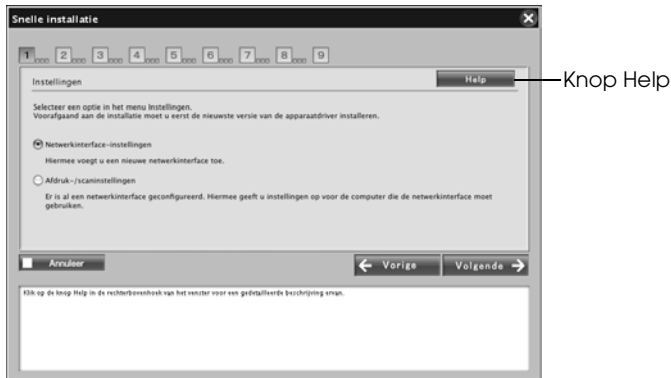 Snelle installatie
1 2 3 4 5 6 7 8 9
Instellingen
Help
Knop Help
Selecteer een optie in het menu Instellingen.
Voorafgaand aan de installatie moet u eerst de nieuwste versie van de apparaatdriver installeren.
Netwerkinterface-instellingen
Hiermee voegt u een nieuwe netwerkinterface toe.
Afdruk-/scaninstellingen
Er is al een netwerkinterface geconfigureerd. Hiermee geeft u instellingen op voor de computer die de netwerkinterface moet
gebruiken.
Annuleer
Vorige
Volgende
Klik op de knop Help in de rechterbovenhoek van het venster voor een gedetailleerde beschrijving ervan.